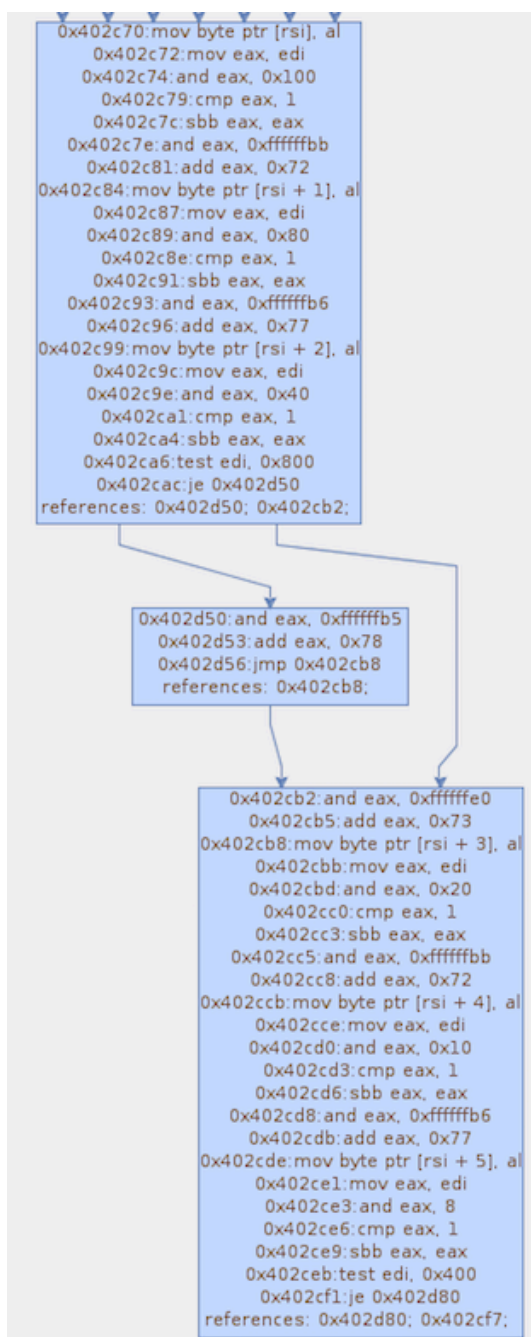 0x402c70:mov byte ptr [rsi], al
0x402c72:mov eax, edi
0x402c74:and eax, 0x100
0x402c79:cmp eax, 1
0x402c7c:sbb eax, eax
0x402c7e:and eax, 0xffffffbb
0x402c81:add eax, 0x72
0x402c84:mov byte ptr [rsi + 1], al
0x402c87:mov eax, edi
0x402c89:and eax, 0x80
0x402c8e:cmp eax, 1
0x402c91:sbb eax, eax
0x402c93:and eax, 0xffffffb6
0x402c96:add eax, 0x77
0x402c99:mov byte ptr [rsi + 2], al
0x402c9c:mov eax, edi
0x402c9e:and eax, 0x40
0x402ca1:cmp eax, 1
0x402ca4:sbb eax, eax
0x402ca6:test edi, 0x800
0x402cac:je 0x402d50
references: 0x402d50; 0x402cb2;
0x402d50:and eax, 0xffffffb5
0x402d53:add eax, 0x78
0x402d56:jmp 0x402cb8
references: 0x402cb8;
0x402cb2:and eax, 0xffffffe0
0x402cb5:add eax, 0x73
0x402cb8:mov byte ptr [rsi + 3], al
0x402cbb:mov eax, edi
0x402cbd:and eax, 0x20
0x402cc0:cmp eax, 1
0x402cc3:sbb eax, eax
0x402cc5:and eax, 0xffffffbb
0x402cc8:add eax, 0x72
0x402ccb:mov byte ptr [rsi + 4], al
0x402cce:mov eax, edi
0x402cd0:and eax, 0x10
0x402cd3:cmp eax, 1
0x402cd6:sbb eax, eax
0x402cd8:and eax, 0xffffffb6
0x402cdb:add eax, 0x77
0x402cde:mov byte ptr [rsi + 5], al
0x402ce1:mov eax, edi
0x402ce3:and eax, 8
0x402ce6:cmp eax, 1
0x402ce9:sbb eax, eax
0x402ceb:test edi, 0x400
0x402cf1:je 0x402d80
references: 0x402d80; 0x402cf7;